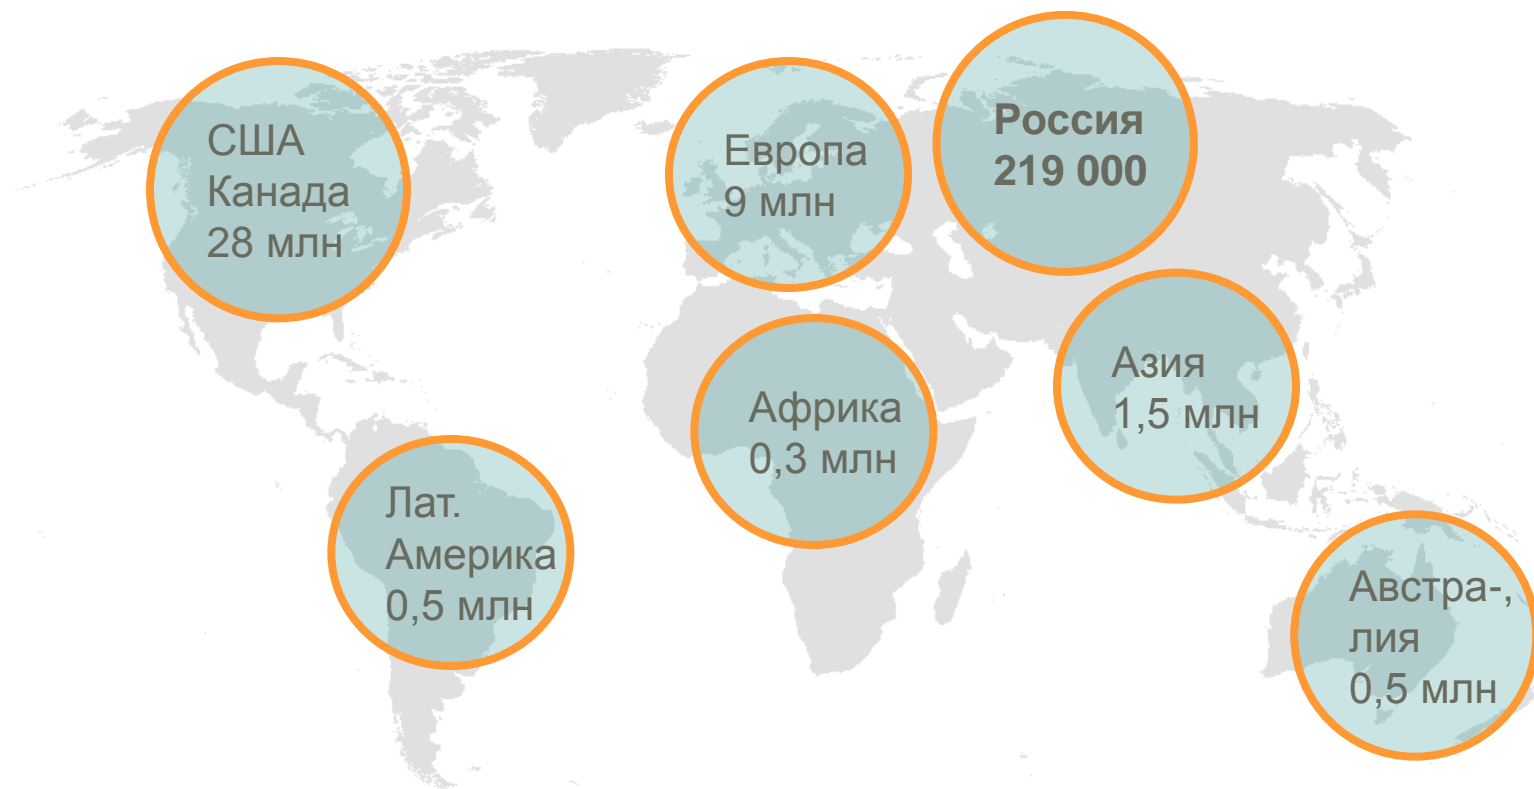 США
Канада
28 млн
Европа
9 млн
Россия
219 000
Азия
1,5 млн
Африка
0,3 млн
Лат.
Америка
0,5 млн
Австра-,
лия
0,5 млн